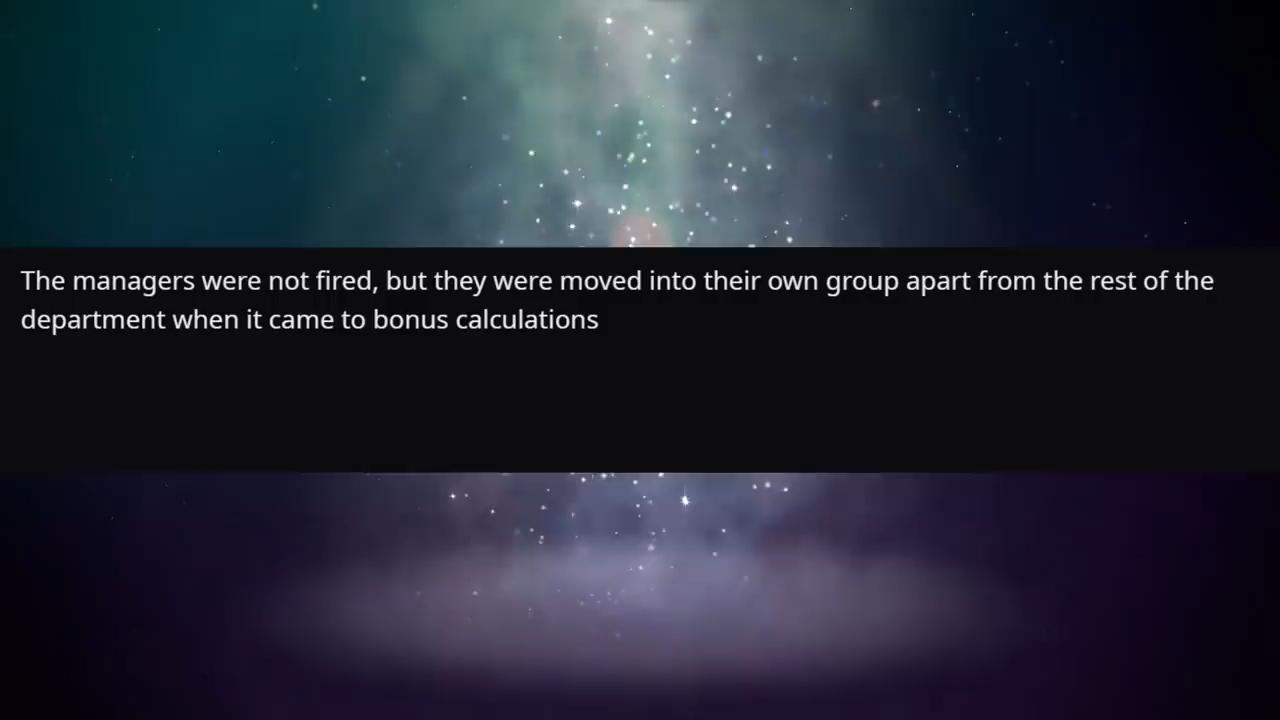 The managers were not fired, but they were moved into their own group apart from the rest of the
department when it came to bonus calculations